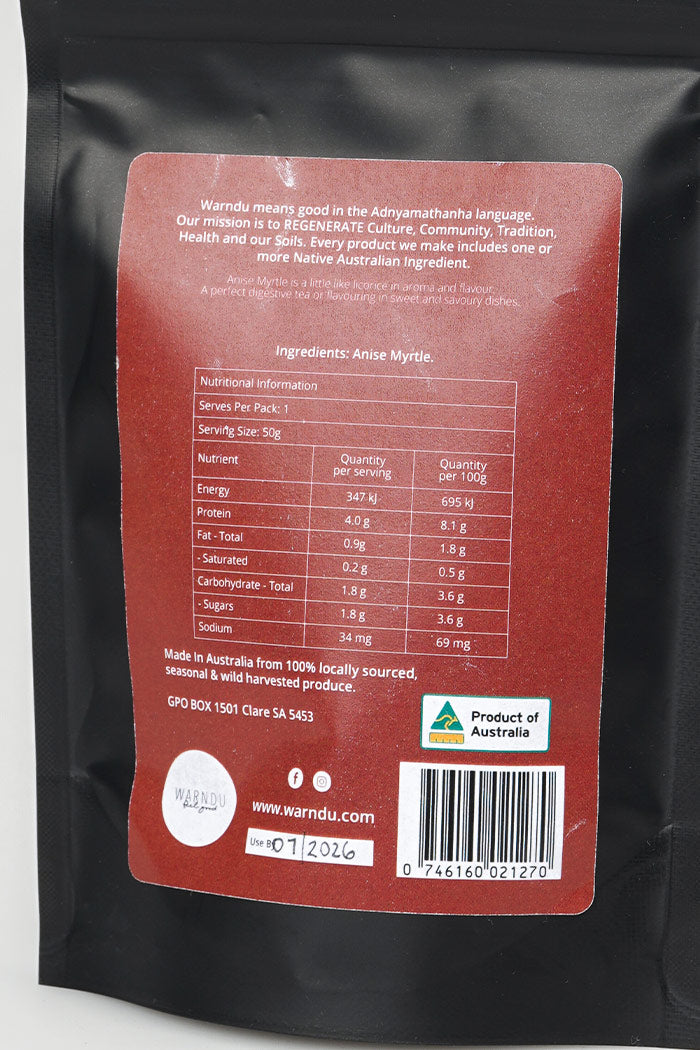 Warndu means good in the Adnyamathanha language.
Our mission is to REGENERATE Culture, Community, Tradition,
Health and our Soils. Every product we make includes one or
more Native Australian Ingredient.
Anise Myrtle is a little like licorice in aroma and flavour.
A perfect digestive tea or flavouring in sweet and savoury dishes.
Ingredients: Anise Myrtle.
Nutritional Information
Serves Per Pack: 1
Serving Size: 50g
Nutrient Quantity per serving Quantity per 100g
Energy 347 kJ 695 kJ
Protein 4.0 g 8.1 g
Fat - Total 0.9g 1.8 g
- Saturated 0.2 g 0.5 g
Carbohydrate - Total 1.8 g 3.6 g
- Sugars 1.8 g 3.6 g
Sodium 34 mg 69 mg
Made In Australia from 100% locally sourced,
seasonal & wild harvested produce.
GPO BOX 1501 Clare SA 5453
Product of
Australia
WARNDU
feel good
www.warndu.com
Use By 07/2026
0 746160 021270